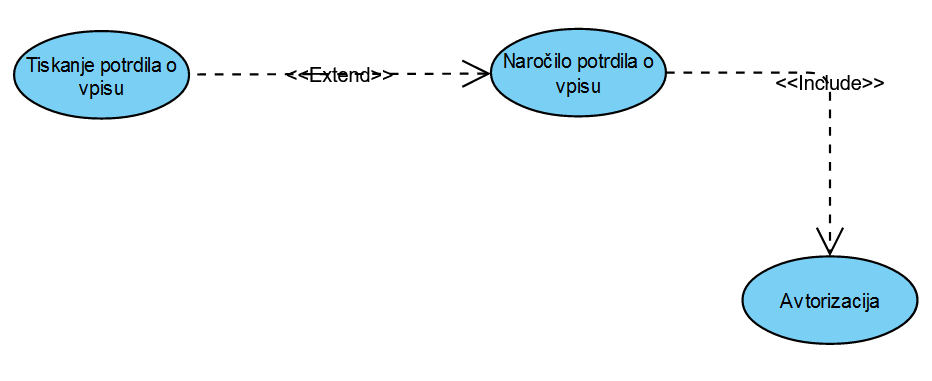 Tiskanje potrdila o
vpisu
<<Extend>>
Naročilo potrdila o
vpisu
<<Include>>
Avtorizacija